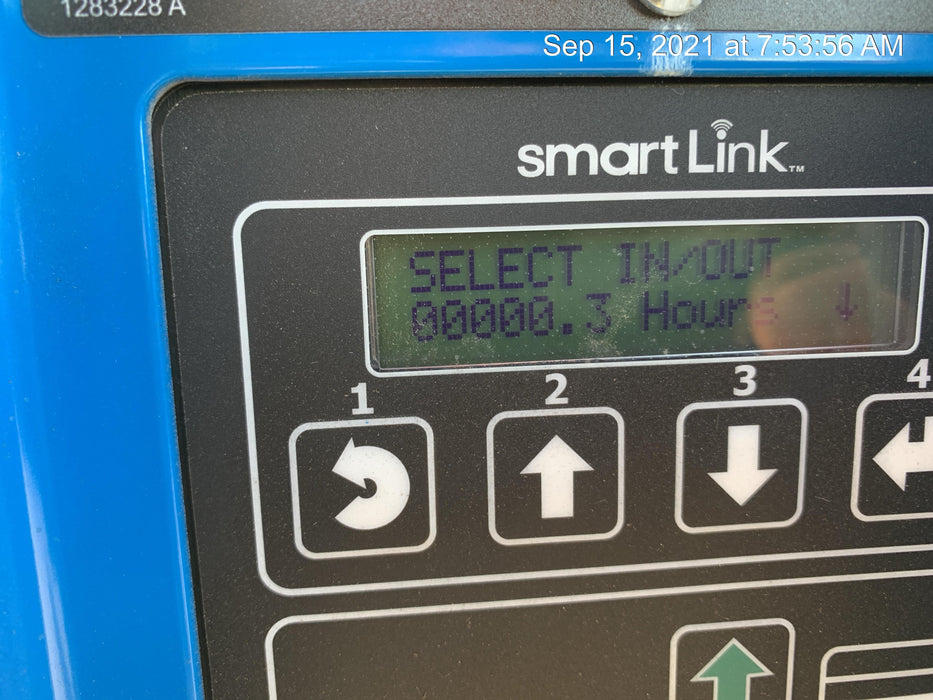 1283228 A
Sep 15, 2021 at 7:53:56 AM
smartLink™
SELECT IN/OUT
00000.3 Hours ↓
1 2 3 4